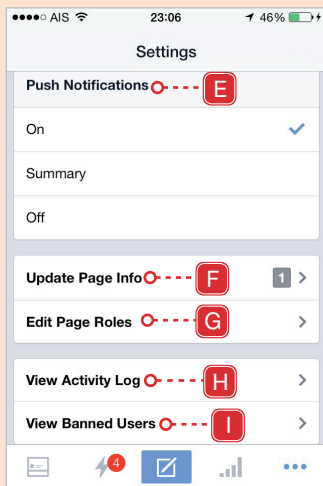 AIS 23:06 46%
Settings
Push Notifications E
On
Summary
Off
Update Page Info F 1
Edit Page Roles G
View Activity Log H
View Banned Users I
4